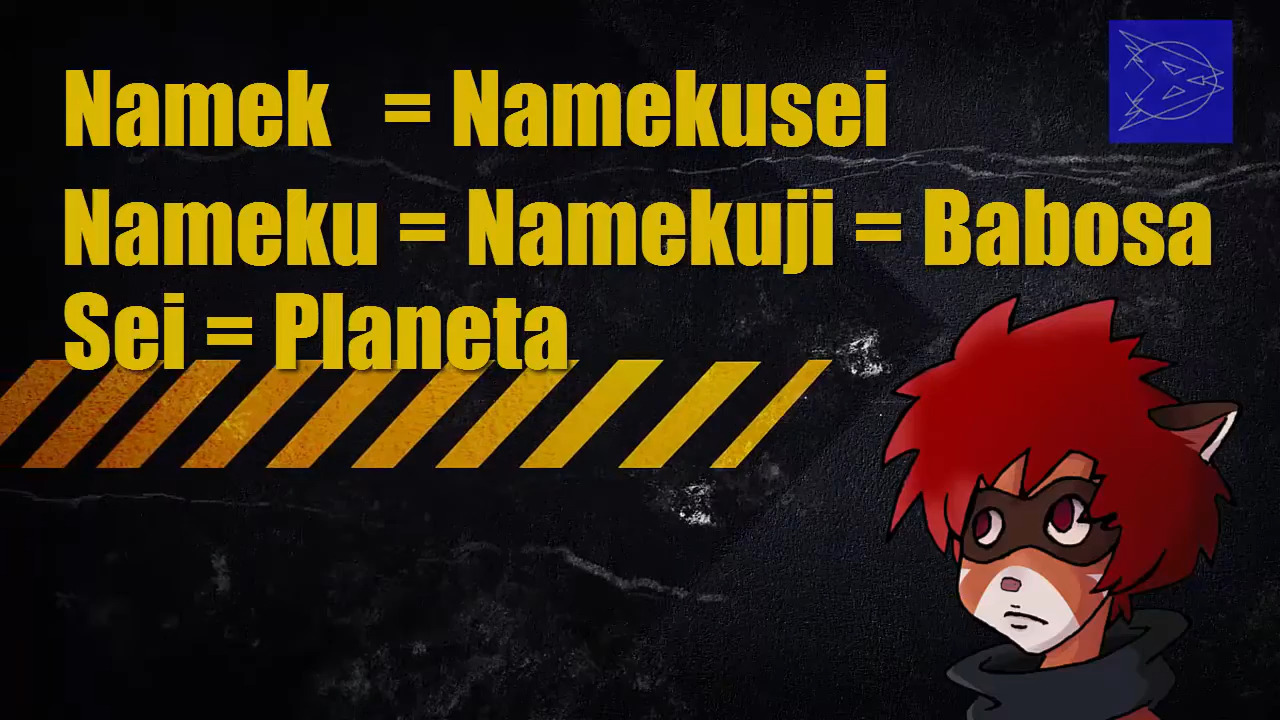 Namek = Namekusei
Nameku = Namekuji = Babosa
Sei = Planeta